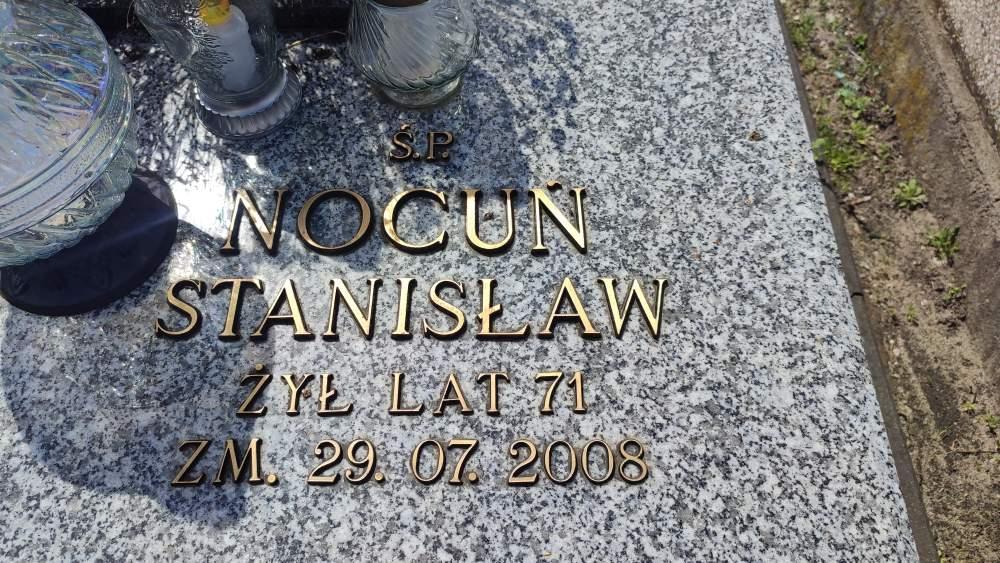 Ś.P.
NOCUŃ
STANISŁAW
ŻYŁ LAT 71
ZM. 29. 07. 2008